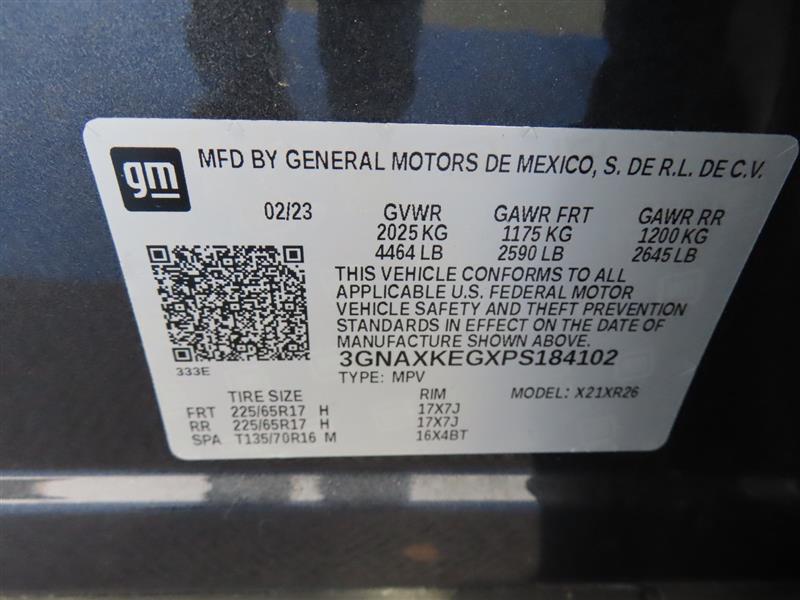 gm
MFD BY GENERAL MOTORS DE MEXICO, S. DE R.L. DE C.V.
02/23 GVWR GAWR FRT GAWR RR
2025 KG 1175 KG 1200 KG
4464 LB 2590 LB 2645 LB
THIS VEHICLE CONFORMS TO ALL
APPLICABLE U.S. FEDERAL MOTOR
VEHICLE SAFETY AND THEFT PREVENTION
STANDARDS IN EFFECT ON THE DATE OF
MANUFACTURE SHOWN ABOVE.
333E
3GNAXKEGXPS184102
TYPE: MPV MODEL: X21XR26
TIRE SIZE RIM
FRT 225/65R17 H 17X7J
RR 225/65R17 H 17X7J
SPA T135/70R16 M 16X4BT